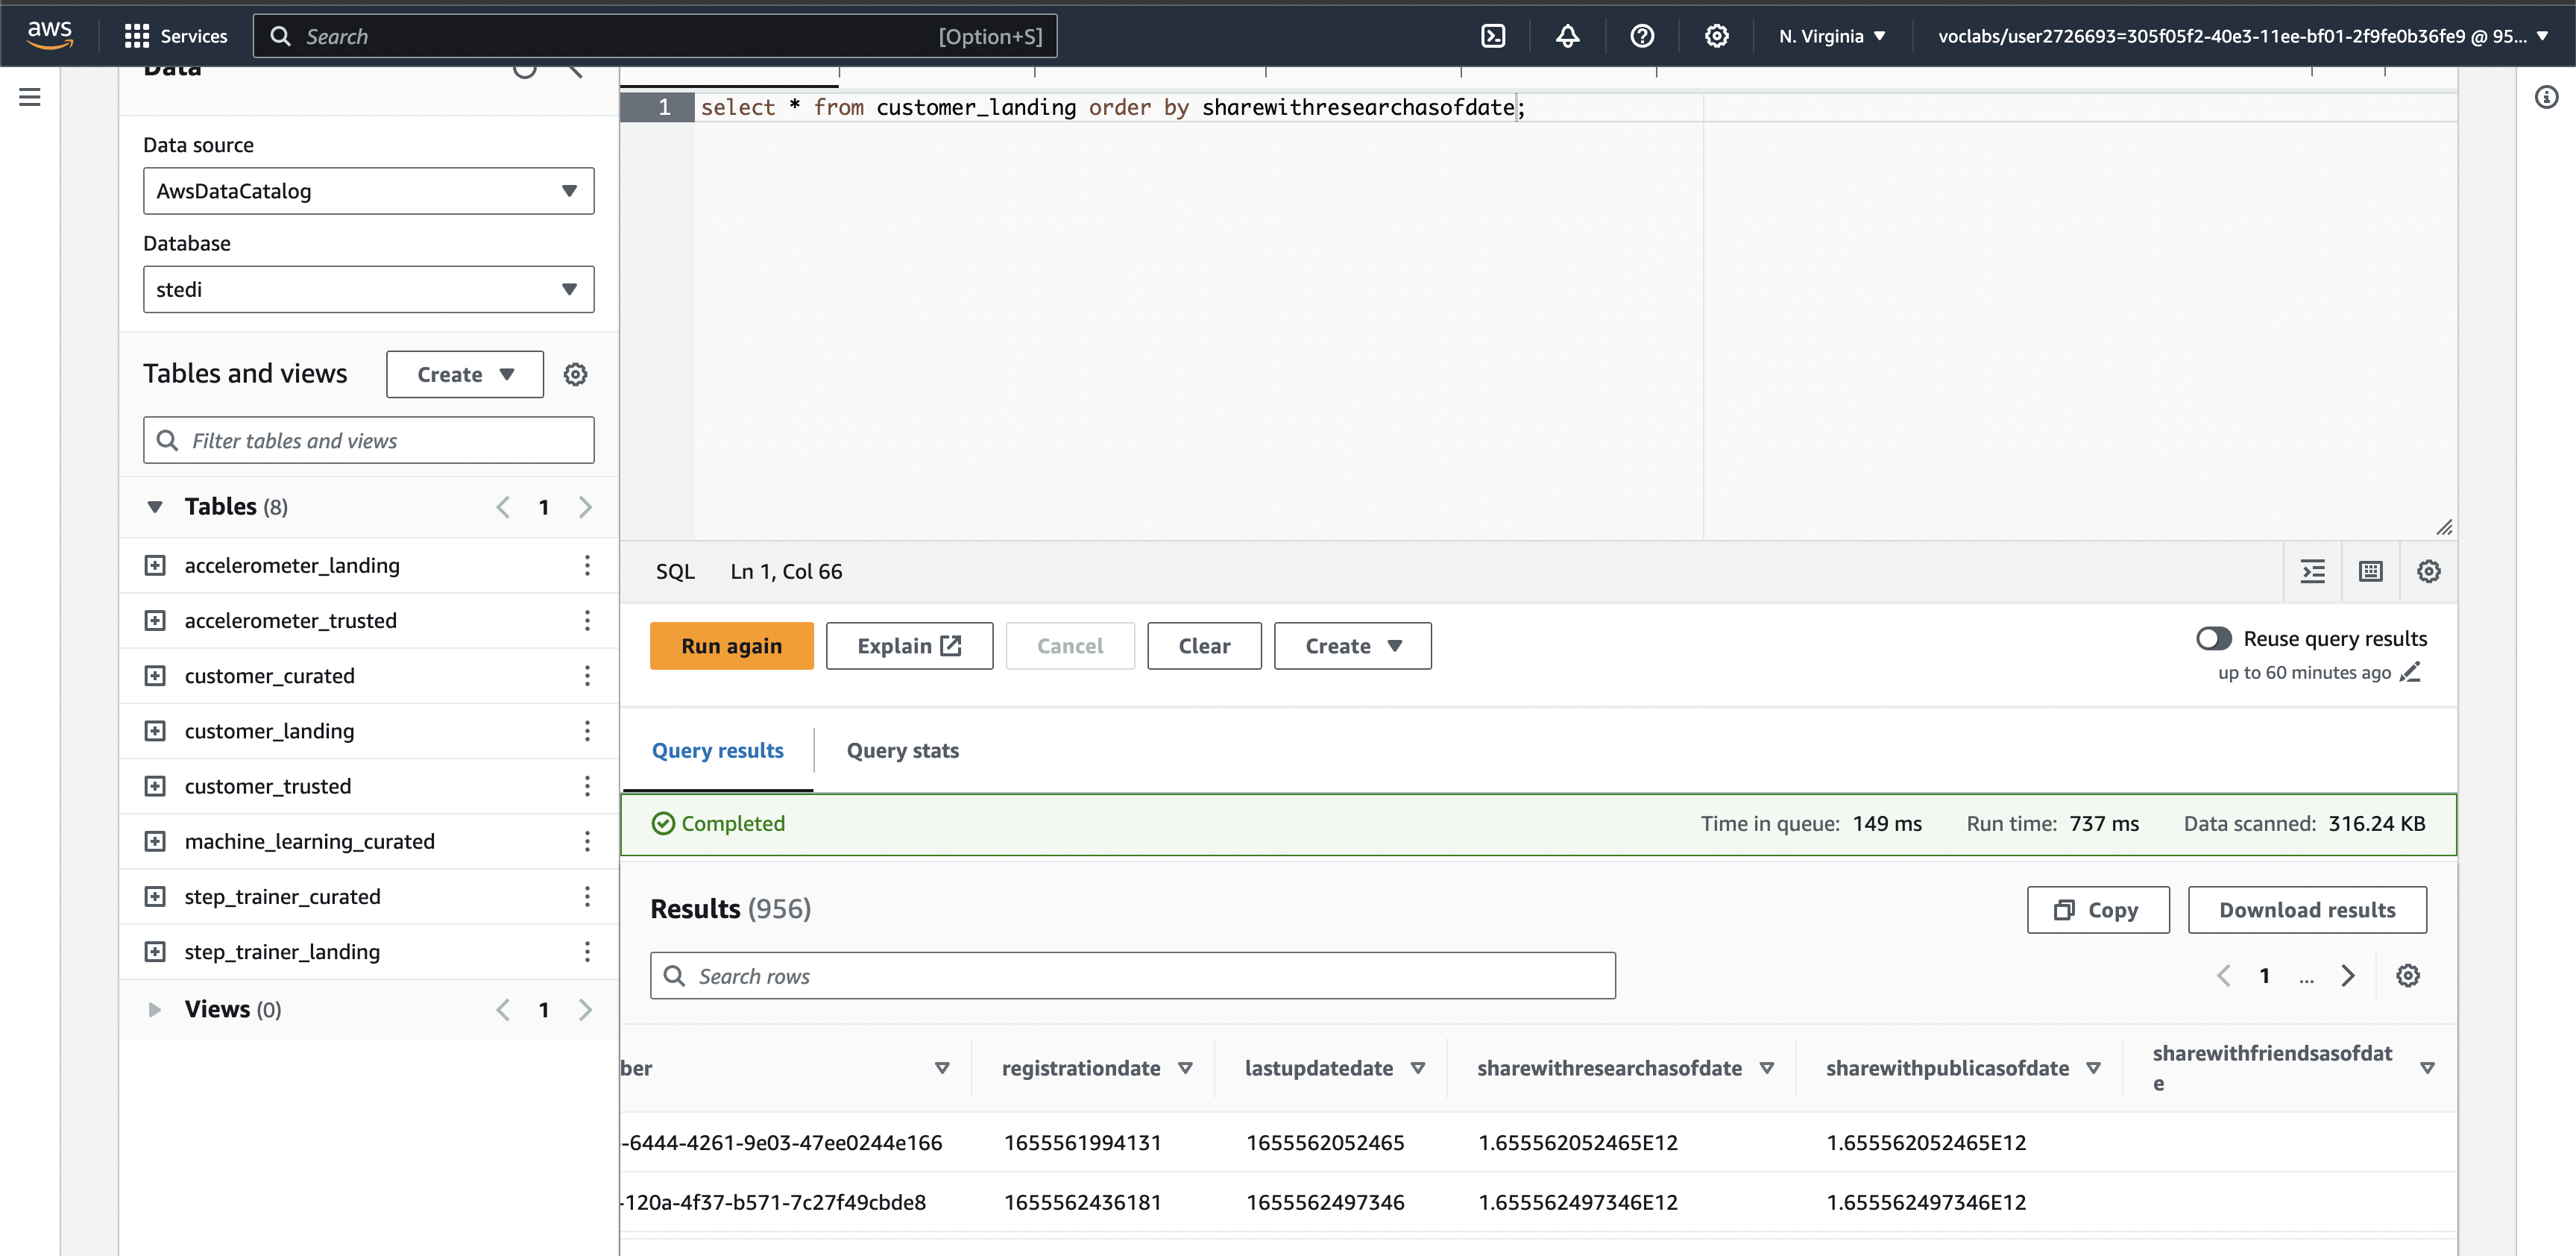 aws
Services
Search
[Option+S]
N. Virginia
voclabs/user2726693=305f05f2-40e3-11ee-bf01-2f9fe0b36fe9 @ 95...
Data
Data source
AwsDataCatalog
Database
stedi
Tables and views
Create
Filter tables and views
Tables (8)
1
accelerometer_landing
accelerometer_trusted
customer_curated
customer_landing
customer_trusted
machine_learning_curated
step_trainer_curated
step_trainer_landing
Views (0)
1
1
select * from customer_landing order by sharewithresearchasofdate;
SQL
Ln 1, Col 66
Run again
Explain
Cancel
Clear
Create
Reuse query results
up to 60 minutes ago
Query results
Query stats
Completed
Time in queue: 149 ms
Run time: 737 ms
Data scanned: 316.24 KB
Results (956)
Copy
Download results
Search rows
1
...
ber
registrationdate
lastupdatedate
sharewithresearchasofdate
sharewithpublicasofdate
sharewithfriendsasofdat
e
-6444-4261-9e03-47ee0244e166
1655561994131
1655562052465
1.655562052465E12
1.655562052465E12
-120a-4f37-b571-7c27f49cbde8
1655562436181
1655562497346
1.655562497346E12
1.655562497346E12